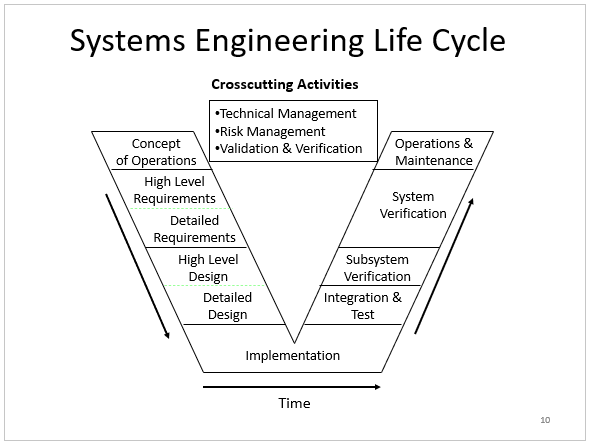 Systems Engineering Life Cycle
Crosscutting Activities
•Technical Management
•Risk Management
•Validation & Verification
Concept
of Operations
High Level
Requirements
Detailed
Requirements
High Level
Design
Detailed
Design
Implementation
Operations &
Maintenance
System
Verification
Subsystem
Verification
Integration &
Test
Time
10